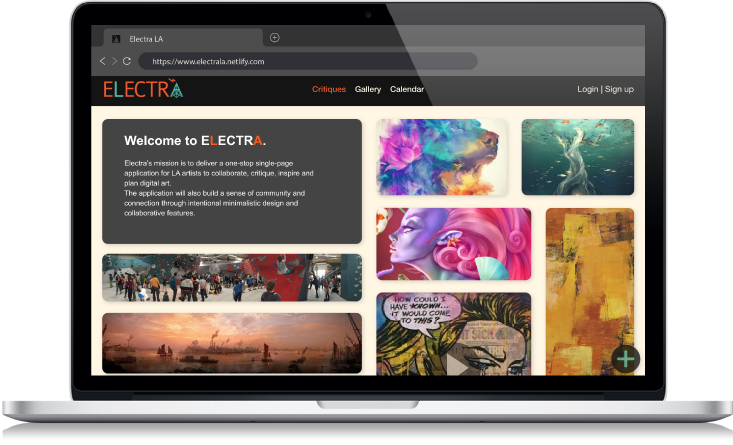 Electra LA
https://www.electrala.netlify.com
ELECTRA
Critiques Gallery Calendar
Login | Sign up
Welcome to ELECTRA.
Electra's mission is to deliver a one-stop single-page
application for LA artists to collaborate, critique, inspire and
plan digital art.
The application will also build a sense of community and
connection through intentional minimalistic design and
collaborative features.
HOW COULD I
HAVE KNOWN...
IT WOULD COME
TO THIS?